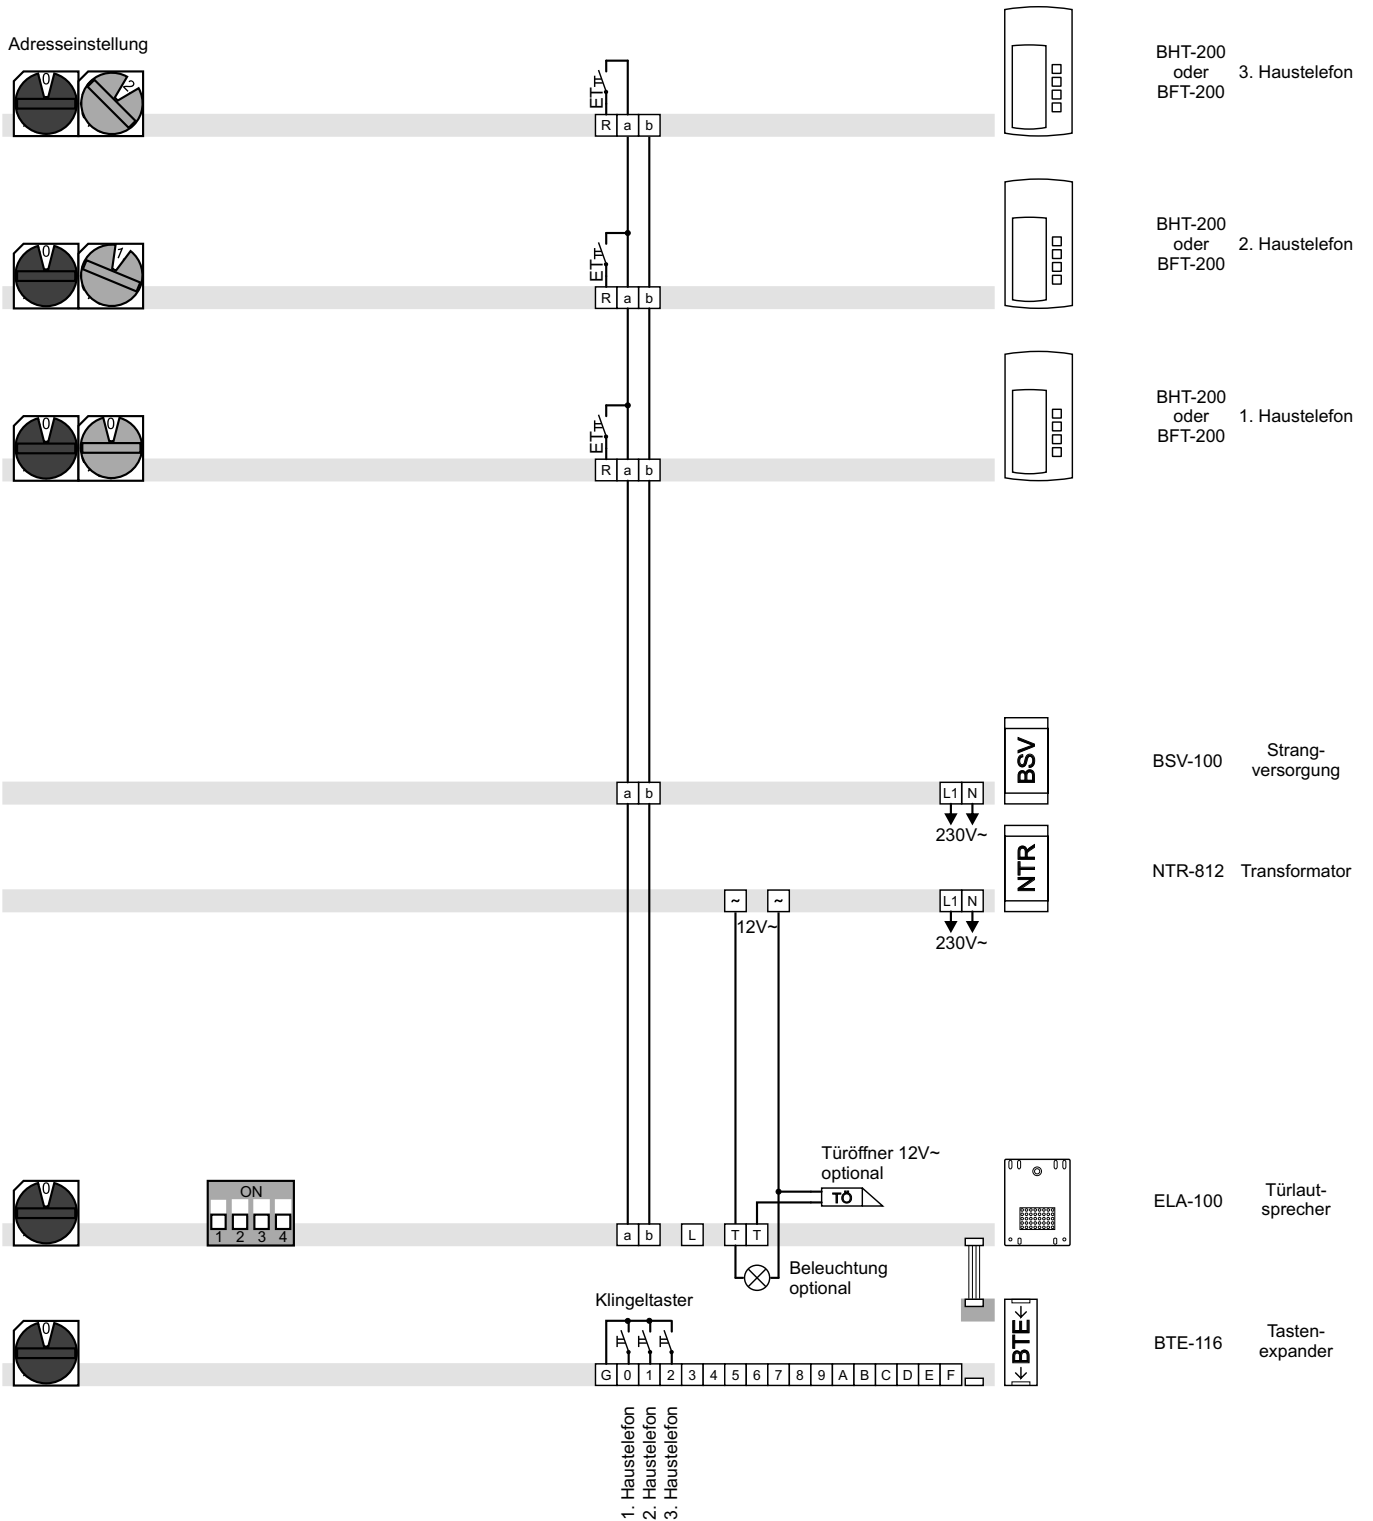 Adresseinstellung
0 2
ET
R a b
BHT-200
oder
BFT-200
3. Haustelefon
0 1
ET
R a b
BHT-200
oder
BFT-200
2. Haustelefon
0 0
ET
R a b
BHT-200
oder
BFT-200
1. Haustelefon
a b
L1 N
230V~
BSV
BSV-100
Strang-
versorgung
~ ~
12V~
L1 N
230V~
NTR
NTR-812
Transformator
0
ON
1 2 3 4
a b L T T
Türöffner 12V~
optional
TÖ
Beleuchtung
optional
ELA-100
Türlaut-
sprecher
Klingeltaster
0
G 0 1 2 3 4 5 6 7 8 9 A B C D E F
BTE
BTE-116
Tasten-
expander
1. Haustelefon
2. Haustelefon
3. Haustelefon